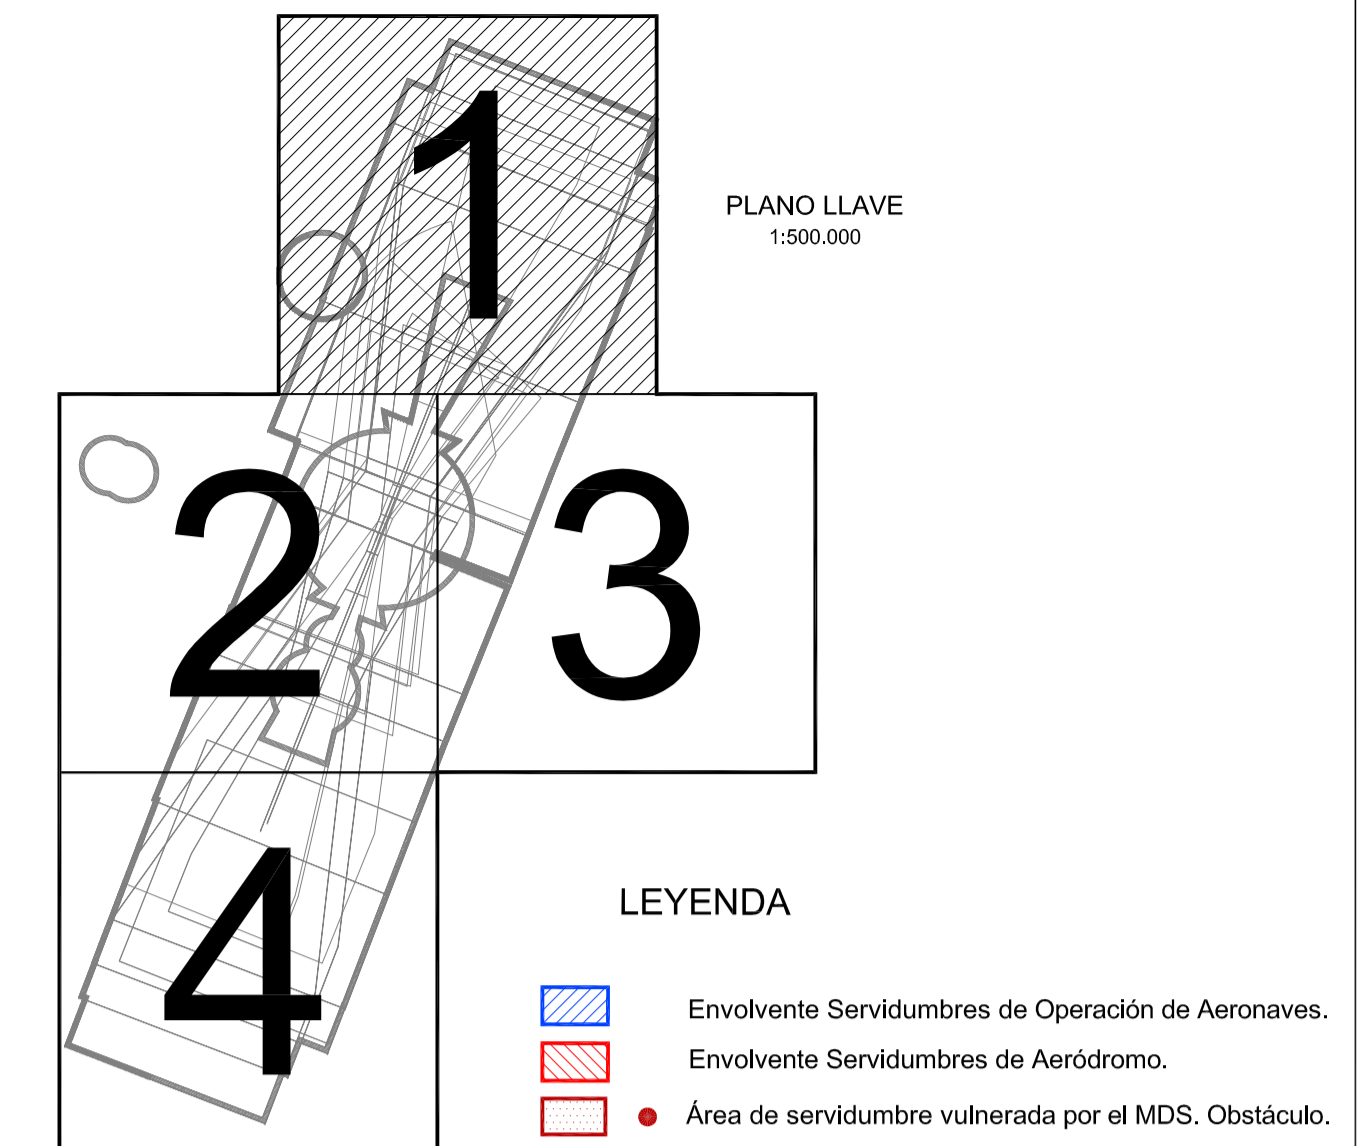 1
PLANO LLAVE
1:500.000
2
3
4
LEYENDA
Envolvente Servidumbres de Operación de Aeronaves.
Envolvente Servidumbres de Aeródromo.
Área de servidumbre vulnerada por el MDS. Obstáculo.